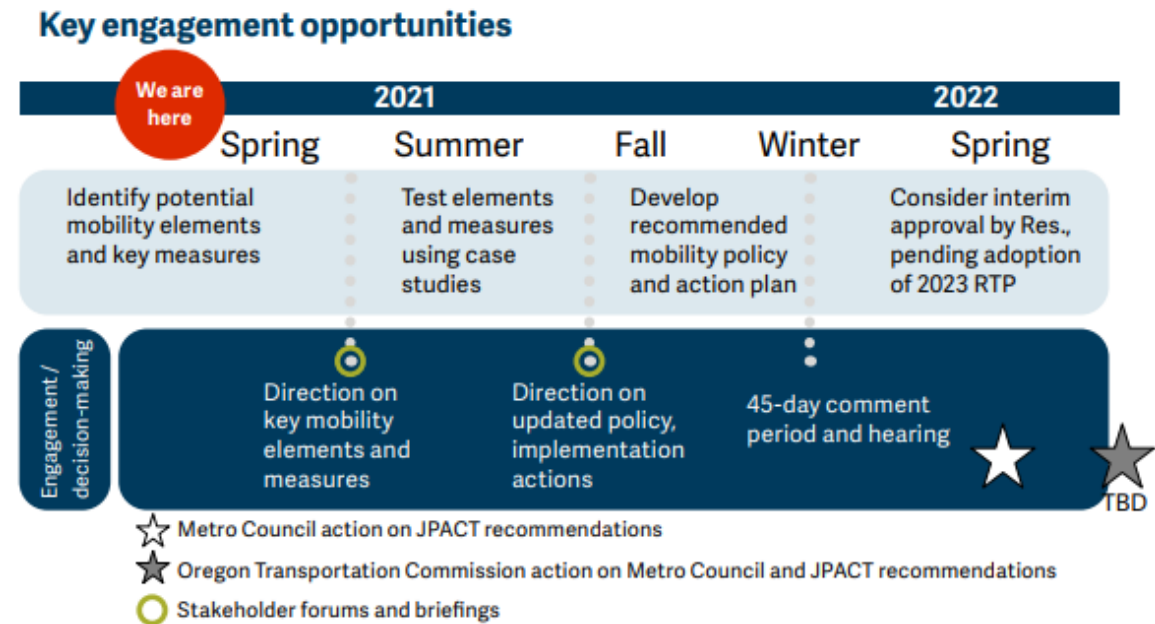 Key engagement opportunities
We are
here
2021
2022
Spring
Summer
Fall
Winter
Spring
Identify potential
mobility elements
and key measures
Test elements
and measures
using case
studies
Develop
recommended
mobility policy
and action plan
Consider interim
approval by Res.,
pending adoption
of 2023 RTP
Engagement /
decision-making
Direction on
key mobility
elements and
measures
Direction on
updated policy,
implementation
actions
45-day comment
period and hearing
TBD
Metro Council action on JPACT recommendations
Oregon Transportation Commission action on Metro Council and JPACT recommendations
Stakeholder forums and briefings